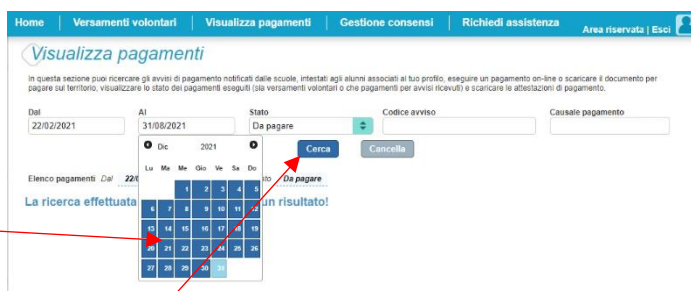 Home Versamenti volontari Visualizza pagamenti Gestione consensi Richiedi assistenza Area riservata | Esci
Visualizza pagamenti
In questa sezione puoi ricercare gli avvisi di pagamento notificati dalle scuole, intestati agli alunni associati al tuo profilo, eseguire un pagamento on-line o scaricare il documento per
pagare sul territorio, visualizzare lo stato dei pagamenti eseguiti (sia versamenti volontari o che pagamenti per avvisi ricevuti) e scaricare le attestazioni di pagamento.
Dal Al Stato Codice avviso Causale pagamento
22/02/2021 31/08/2021 Da pagare
Dic 2021 Cerca Cancella
Lu Ma Me Gio Ve Sa Do
Elenco pagamenti Dal Da pagare
1 2 3 4 5
La ricerca effettuata un risultato!
6 7 8 9 10 11 12
13 14 15 16 17 18 19
20 21 22 23 24 25 26
27 28 29 30 31